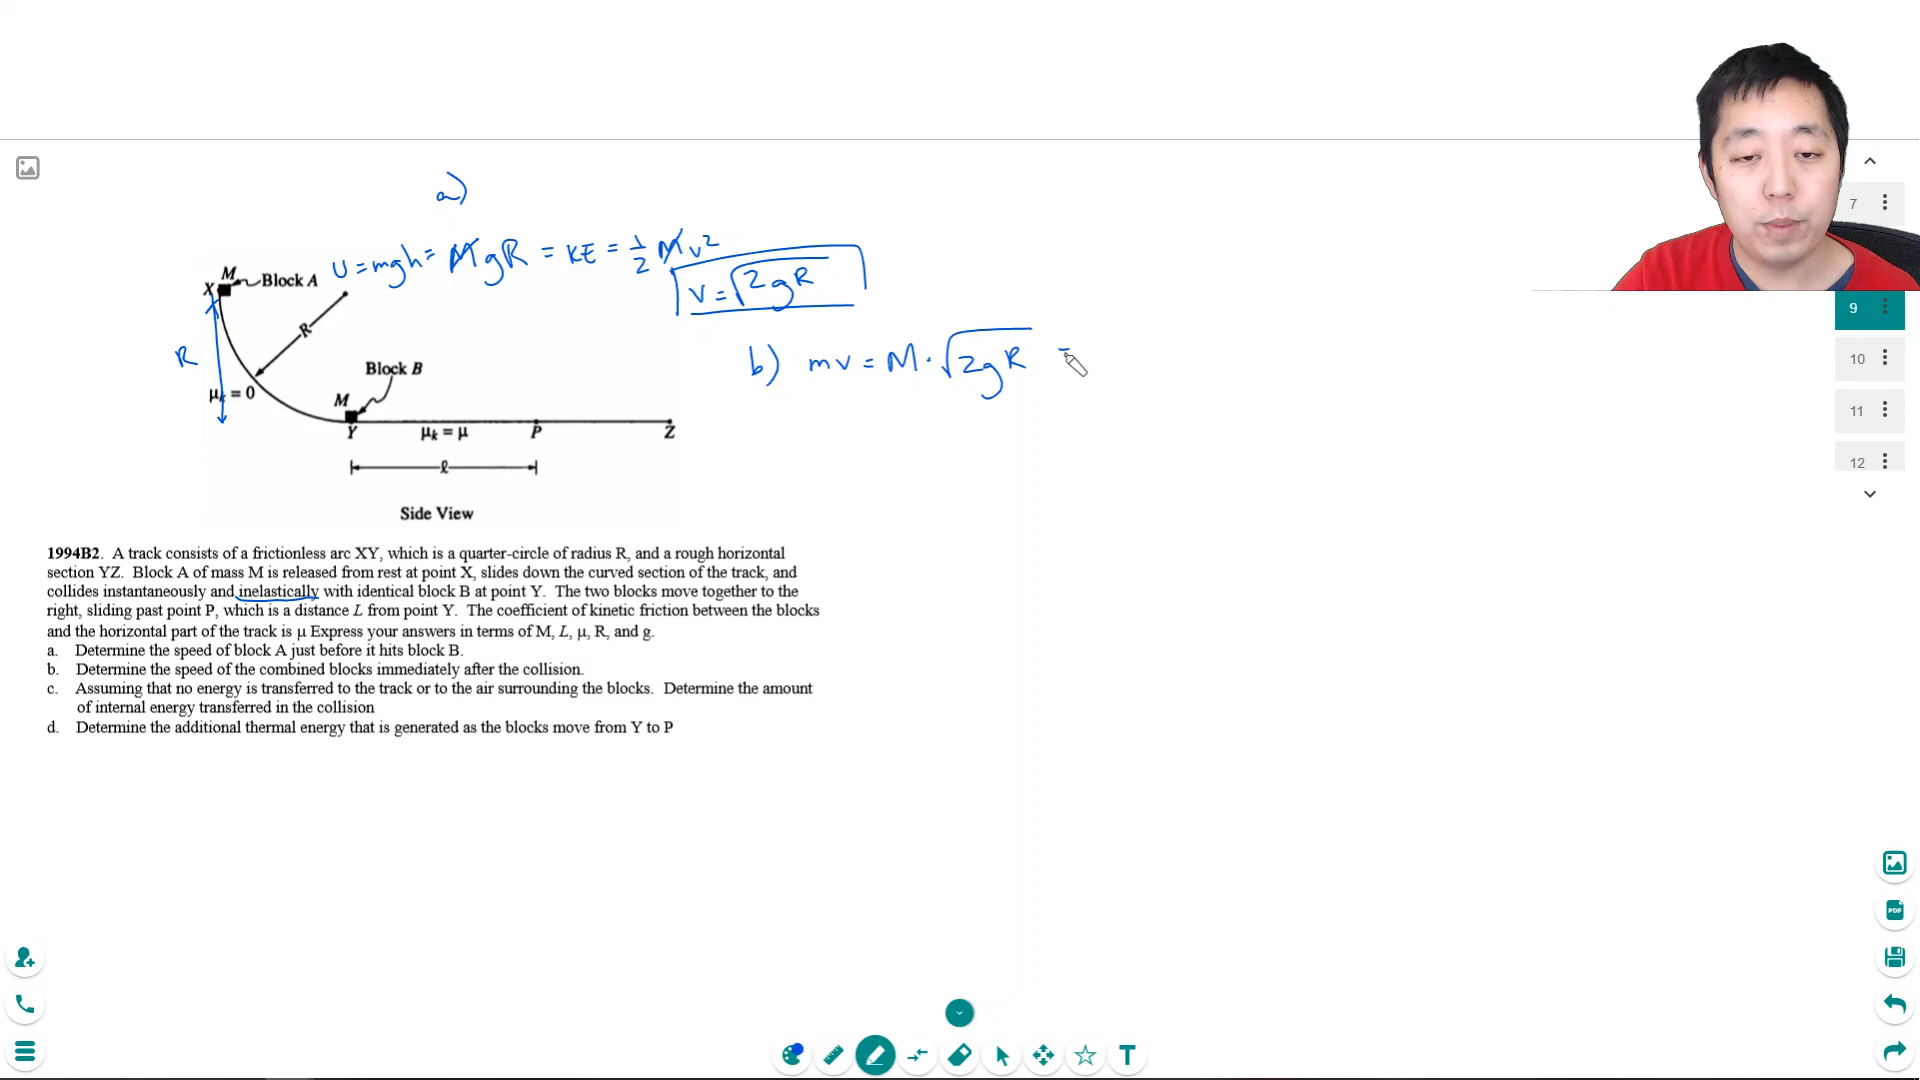 7
a)
U = mgh = MgR = KE = 1/2 Mv²
v = √2gR
M
Block A
X
R
R
9
b) mv = M · √2gR =
Block B
10
M
μₖ = 0
11
Y
μₖ = μ
P
Z
12
ℓ
Side View
1994B2. A track consists of a frictionless arc XY, which is a quarter-circle of radius R, and a rough horizontal
section YZ. Block A of mass M is released from rest at point X, slides down the curved section of the track, and
collides instantaneously and inelastically with identical block B at point Y. The two blocks move together to the
right, sliding past point P, which is a distance L from point Y. The coefficient of kinetic friction between the blocks
and the horizontal part of the track is μ Express your answers in terms of M, L, μ, R, and g.
a. Determine the speed of block A just before it hits block B.
b. Determine the speed of the combined blocks immediately after the collision.
c. Assuming that no energy is transferred to the track or to the air surrounding the blocks. Determine the amount
of internal energy transferred in the collision
d. Determine the additional thermal energy that is generated as the blocks move from Y to P
PDF
T